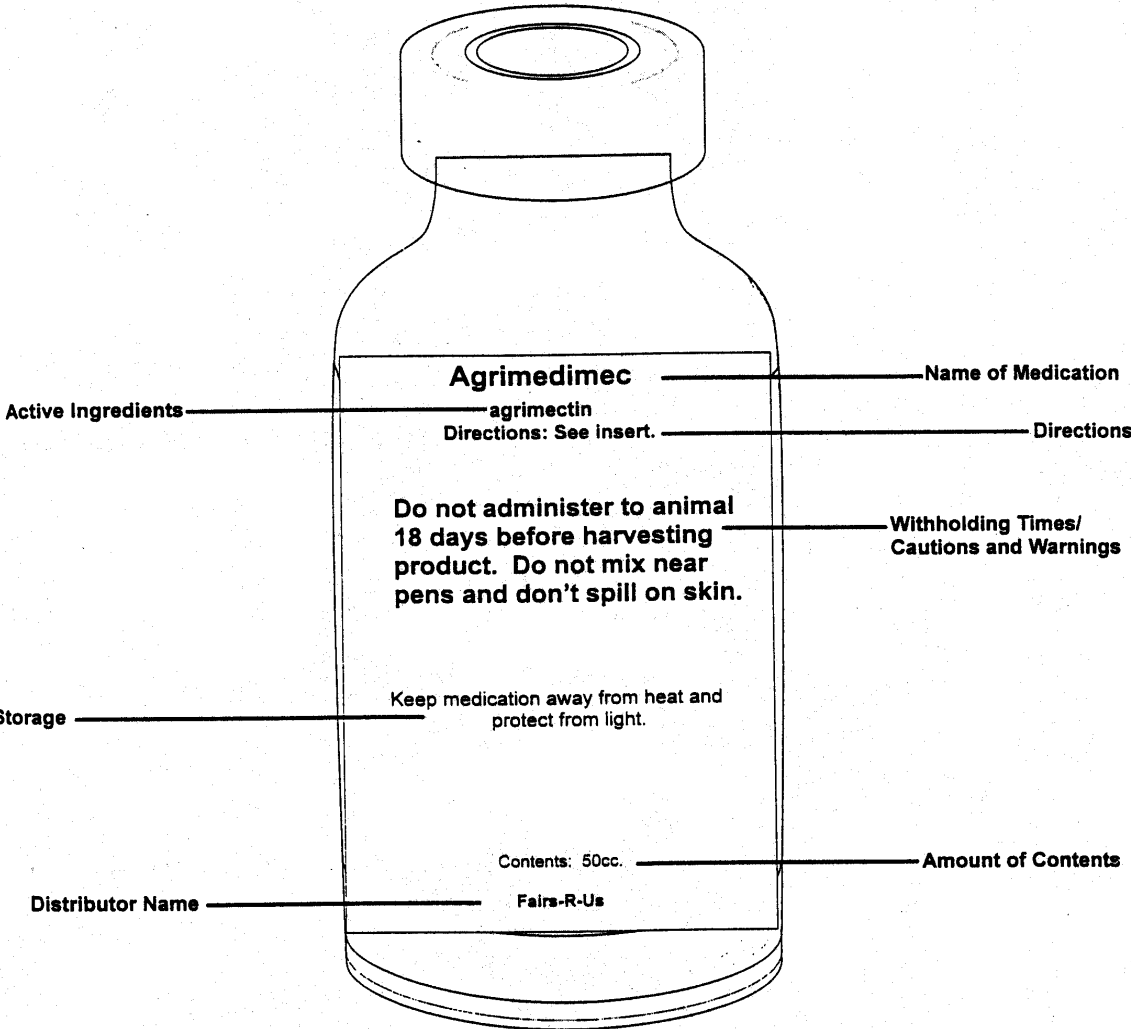 Agrimedimec
Name of Medication
Active Ingredients
agrimectin
Directions: See insert.
Directions
Do not administer to animal
18 days before harvesting
product. Do not mix near
pens and don't spill on skin.
Withholding Times/
Cautions and Warnings
Storage
Keep medication away from heat and
protect from light.
Contents: 50cc.
Amount of Contents
Distributor Name
Fairs-R-Us